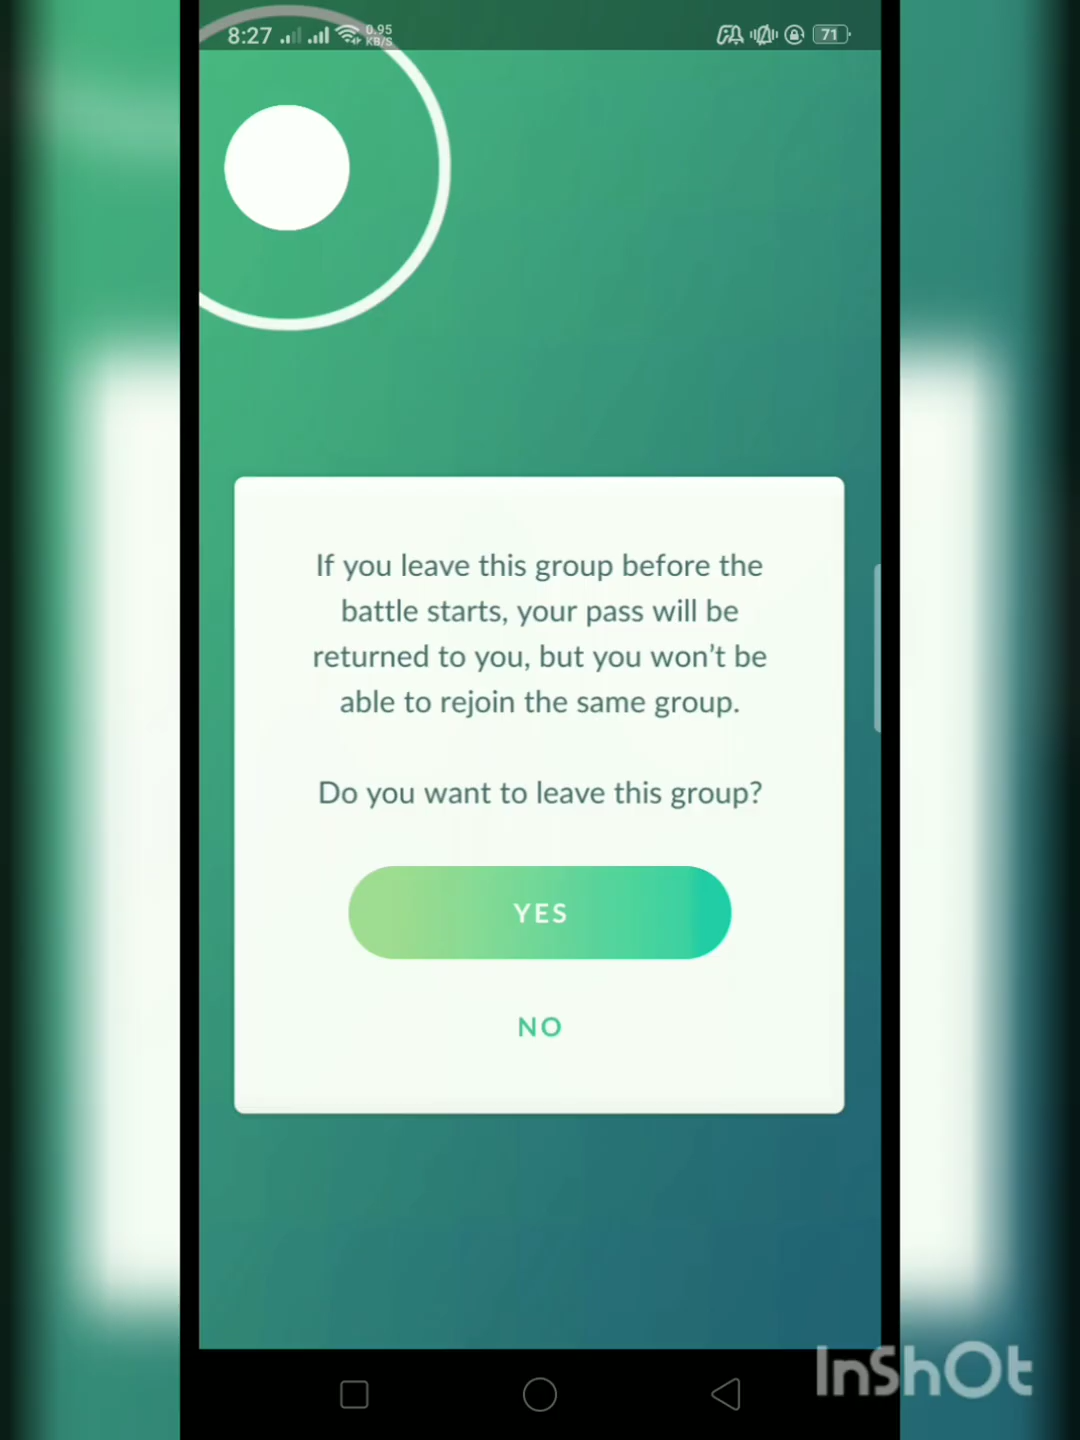 8:27 0.95 KB/S 71
If you leave this group before the
battle starts, your pass will be
returned to you, but you won’t be
able to rejoin the same group.
Do you want to leave this group?
YES
NO
InShOt